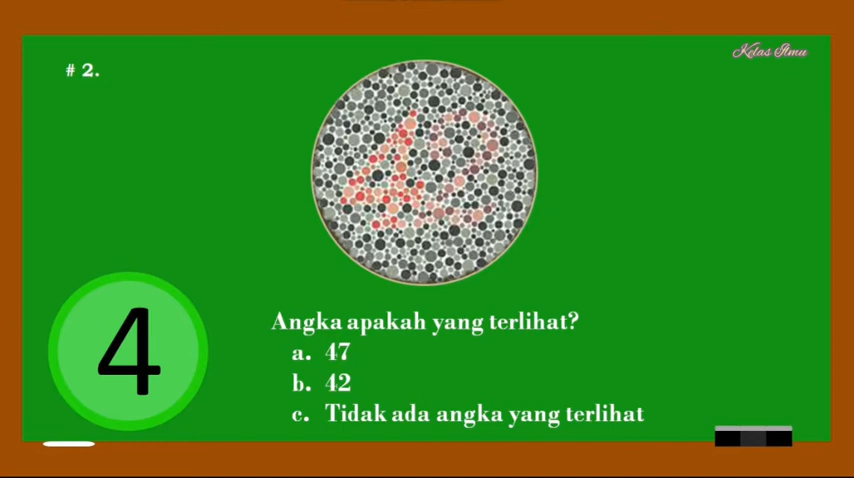 Kelas Ilmu
# 2.
42
4
Angka apakah yang terlihat?
a. 47
b. 42
c. Tidak ada angka yang terlihat